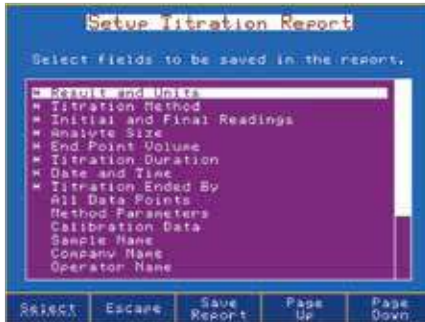 Setup Titration Report
Select fields to be saved in the report.
* Result and Units
* Titration Method
* Initial and Final Readings
* Analyte Size
* End Point Volume
* Titration Duration
* Date and Time
* Titration Ended By
All Data Points
Method Parameters
Calibration Data
Sample Name
Company Name
Operator Name
Select Escape Save Report Page Up Page Down